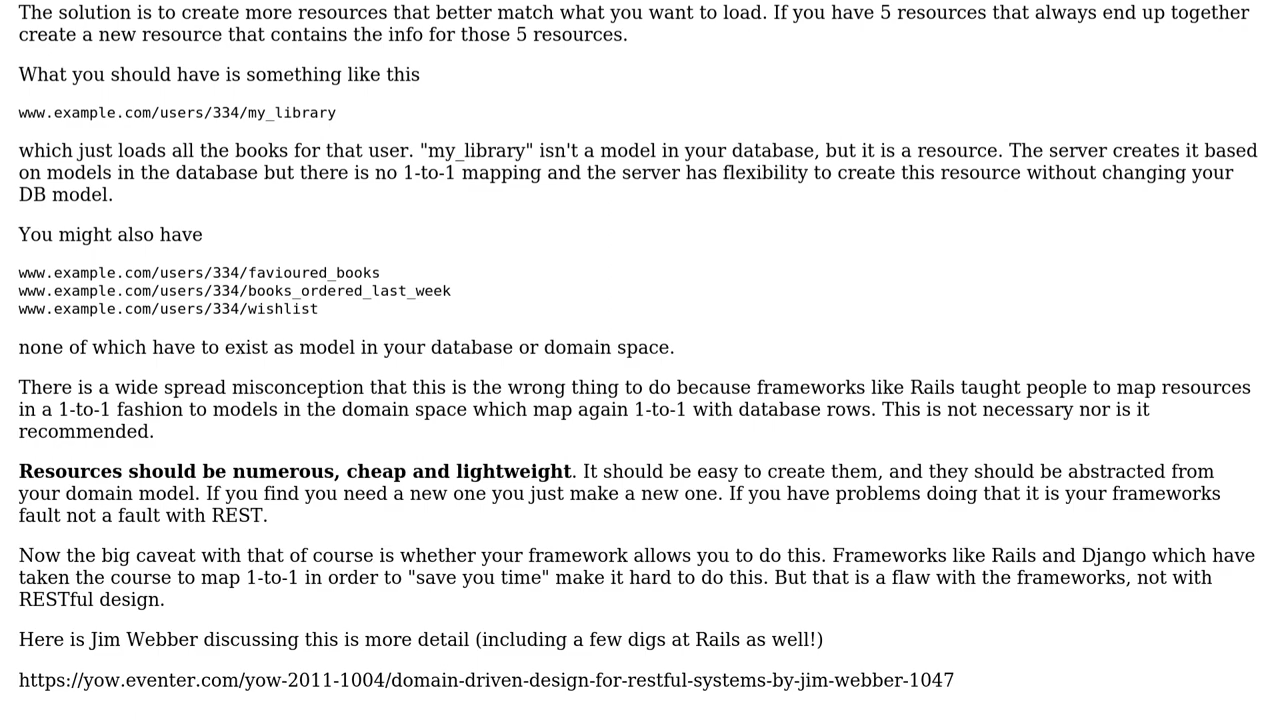 The solution is to create more resources that better match what you want to load. If you have 5 resources that always end up together
create a new resource that contains the info for those 5 resources.
What you should have is something like this
www.example.com/users/334/my_library
which just loads all the books for that user. "my_library" isn't a model in your database, but it is a resource. The server creates it based
on models in the database but there is no 1-to-1 mapping and the server has flexibility to create this resource without changing your
DB model.
You might also have
www.example.com/users/334/favioured_books
www.example.com/users/334/books_ordered_last_week
www.example.com/users/334/wishlist
none of which have to exist as model in your database or domain space.
There is a wide spread misconception that this is the wrong thing to do because frameworks like Rails taught people to map resources
in a 1-to-1 fashion to models in the domain space which map again 1-to-1 with database rows. This is not necessary nor is it
recommended.
Resources should be numerous, cheap and lightweight. It should be easy to create them, and they should be abstracted from
your domain model. If you find you need a new one you just make a new one. If you have problems doing that it is your frameworks
fault not a fault with REST.
Now the big caveat with that of course is whether your framework allows you to do this. Frameworks like Rails and Django which have
taken the course to map 1-to-1 in order to "save you time" make it hard to do this. But that is a flaw with the frameworks, not with
RESTful design.
Here is Jim Webber discussing this is more detail (including a few digs at Rails as well!)
https://yow.eventer.com/yow-2011-1004/domain-driven-design-for-restful-systems-by-jim-webber-1047